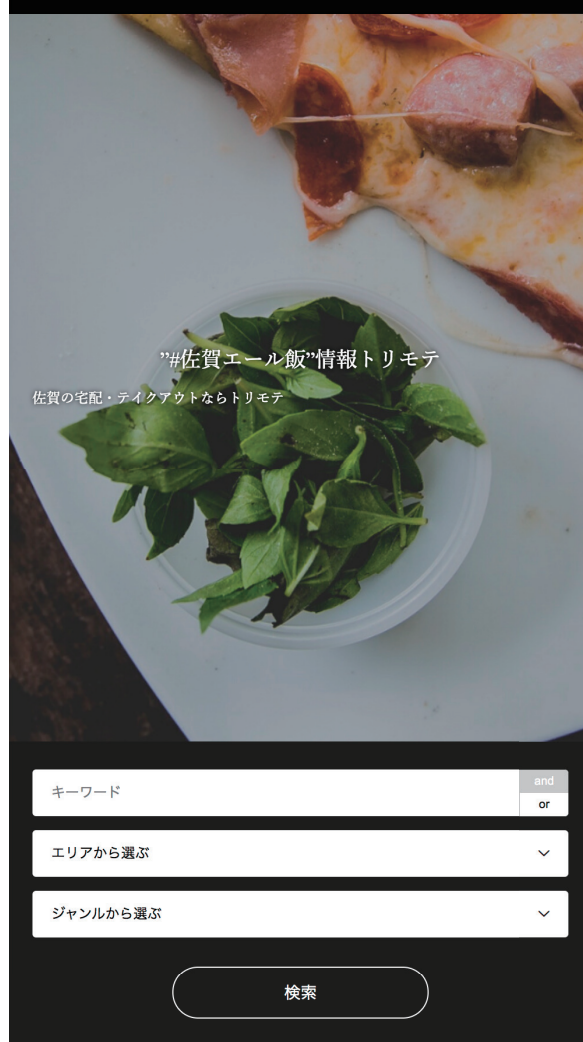 ”#佐賀エール飯”情報トリモテ
佐賀の宅配・テイクアウトならトリモテ
キーワード
and
or
エリアから選ぶ
ジャンルから選ぶ
検索